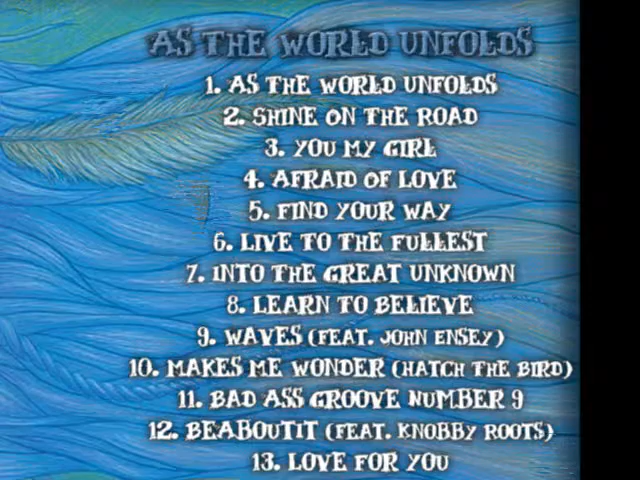 AS THE WORLD UNFOLDS
1. AS THE WORLD UNFOLDS
2. SHINE ON THE ROAD
3. YOU MY GIRL
4. AFRAID OF LOVE
5. FIND YOUR WAY
6. LIVE TO THE FULLEST
7. INTO THE GREAT UNKNOWN
8. LEARN TO BELIEVE
9. WAVES (FEAT. JOHN ENSEY)
10. MAKES ME WONDER (HATCH THE BIRD)
11. BAD ASS GROOVE NUMBER 9
12. BEABOUTIT (FEAT. KNOBBY ROOTS)
13. LOVE FOR YOU